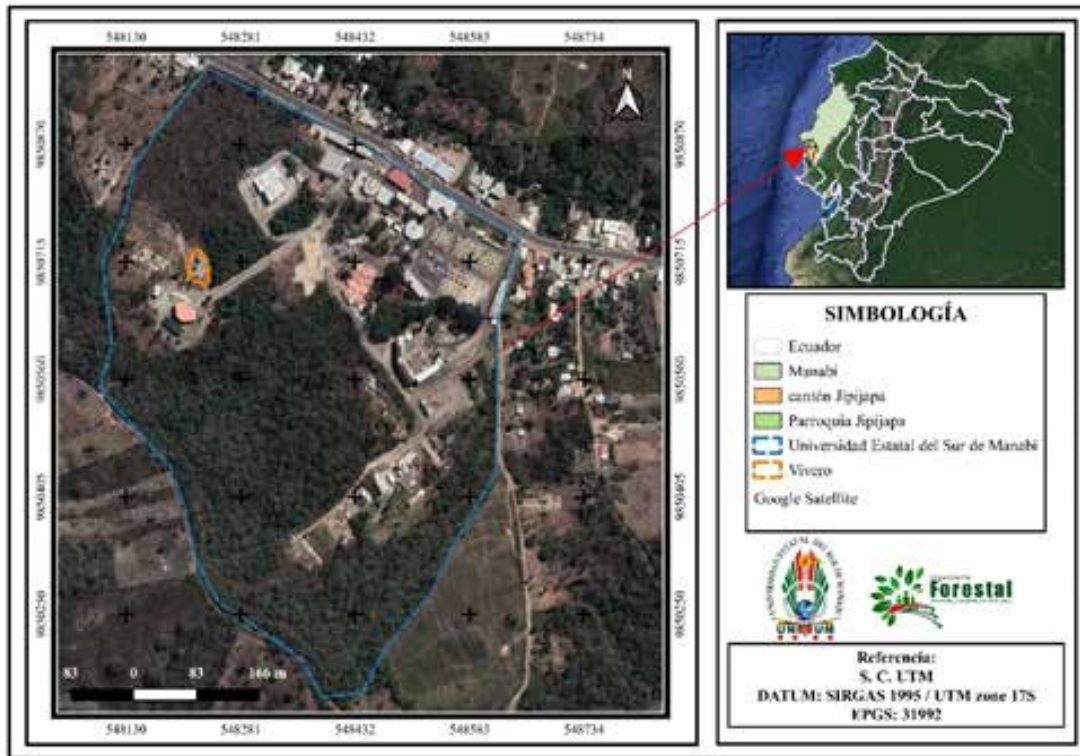 548130 548281 548432 548583 548734
N
9850870 9850870
9850715 9850715
9850560 9850560
9850405 9850405
9850250 9850250
83 0 83 166 m
548130 548281 548432 548583 548734
SIMBOLOGÍA
Ecuador
Manabí
cantón Jipijapa
Parroquia Jipijapa
Universidad Estatal del Sur de Manabí
Vivero
Google Satellite
Forestal
Referencia:
S. C. UTM
DATUM: SIRGAS 1995 / UTM zone 17S
EPGS: 31992